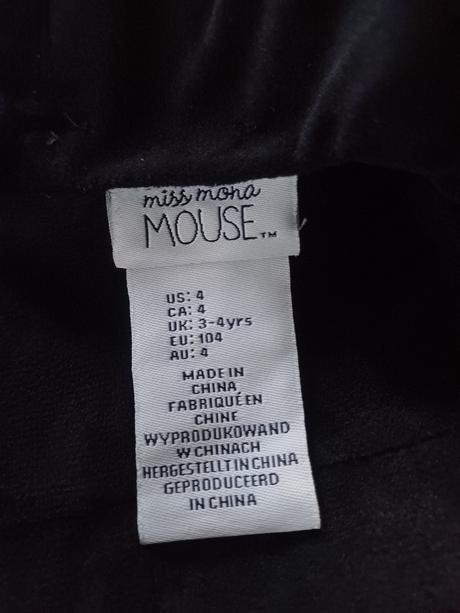 miss mona
MOUSE™
US: 4
CA: 4
UK: 3-4yrs
EU: 104
AU: 4
MADE IN
CHINA
FABRIQUÉ EN
CHINE
WYPRODUKOWANO
W CHINACH
HERGESTELLT IN CHINA
GEPRODUCEERD
IN CHINA